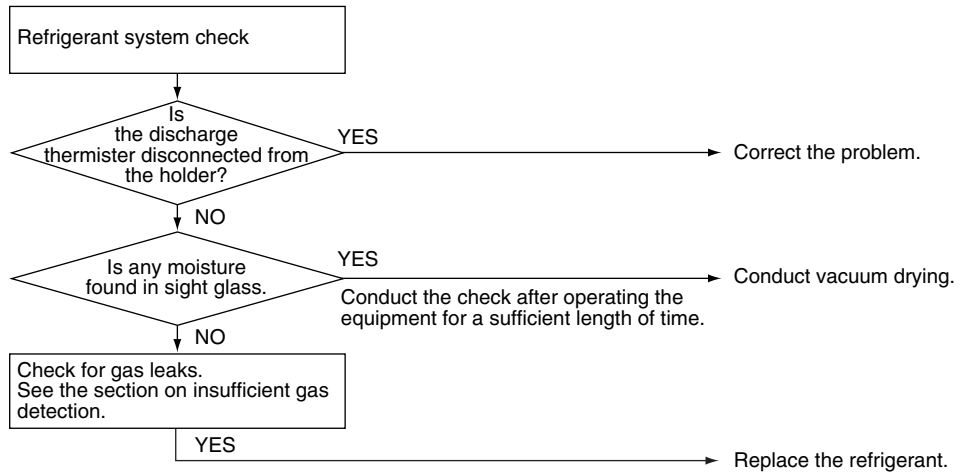 Refrigerant system check
Is
the discharge
thermister disconnected from
the holder?
YES
Correct the problem.
NO
Is any moisture
found in sight glass.
YES
Conduct the check after operating the
equipment for a sufficient length of time.
Conduct vacuum drying.
NO
Check for gas leaks.
See the section on insufficient gas
detection.
YES
Replace the refrigerant.